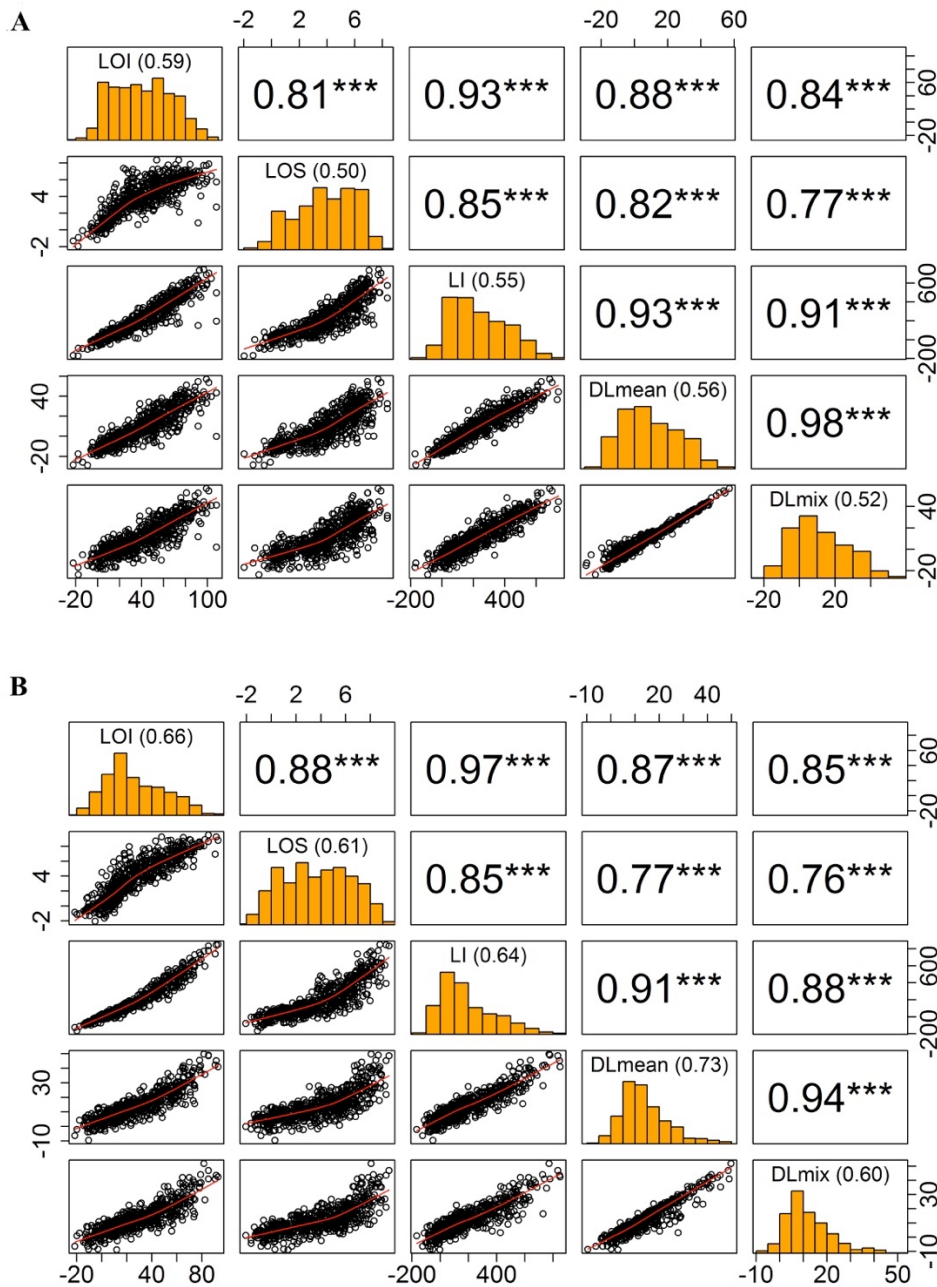 A
-2 2 6
-20 20 60
LOI (0.59)
0.81***
0.93***
0.88***
0.84***
-20 60
-2 4
LOS (0.50)
0.85***
0.82***
0.77***
LI (0.55)
0.93***
0.91***
-200 600
-20 40
DLmean (0.56)
0.98***
DLmix (0.52)
-20 40
-20 40 100
-200 400
-20 20
B
-2 2 6
-10 20 40
LOI (0.66)
0.88***
0.97***
0.87***
0.85***
-20 60
-2 4
LOS (0.61)
0.85***
0.77***
0.76***
LI (0.64)
0.91***
0.88***
-200 600
-10 30
DLmean (0.73)
0.94***
DLmix (0.60)
-10 30
-20 40 80
-200 400
-10 20 50